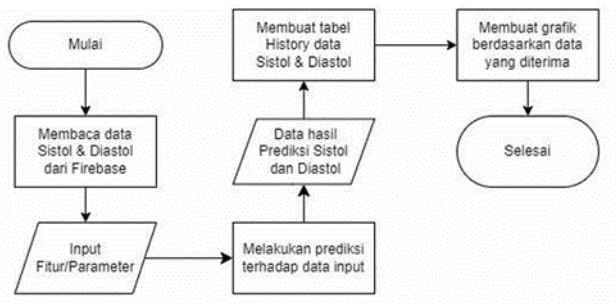 Mulai
Membaca data
Sistol & Diastol
dari Firebase
Input
Fitur/Parameter
Melakukan prediksi
terhadap data input
Data hasil
Prediksi Sistol
dan Diastol
Membuat tabel
History data
Sistol & Diastol
Membuat grafik
berdasarkan data
yang diterima
Selesai